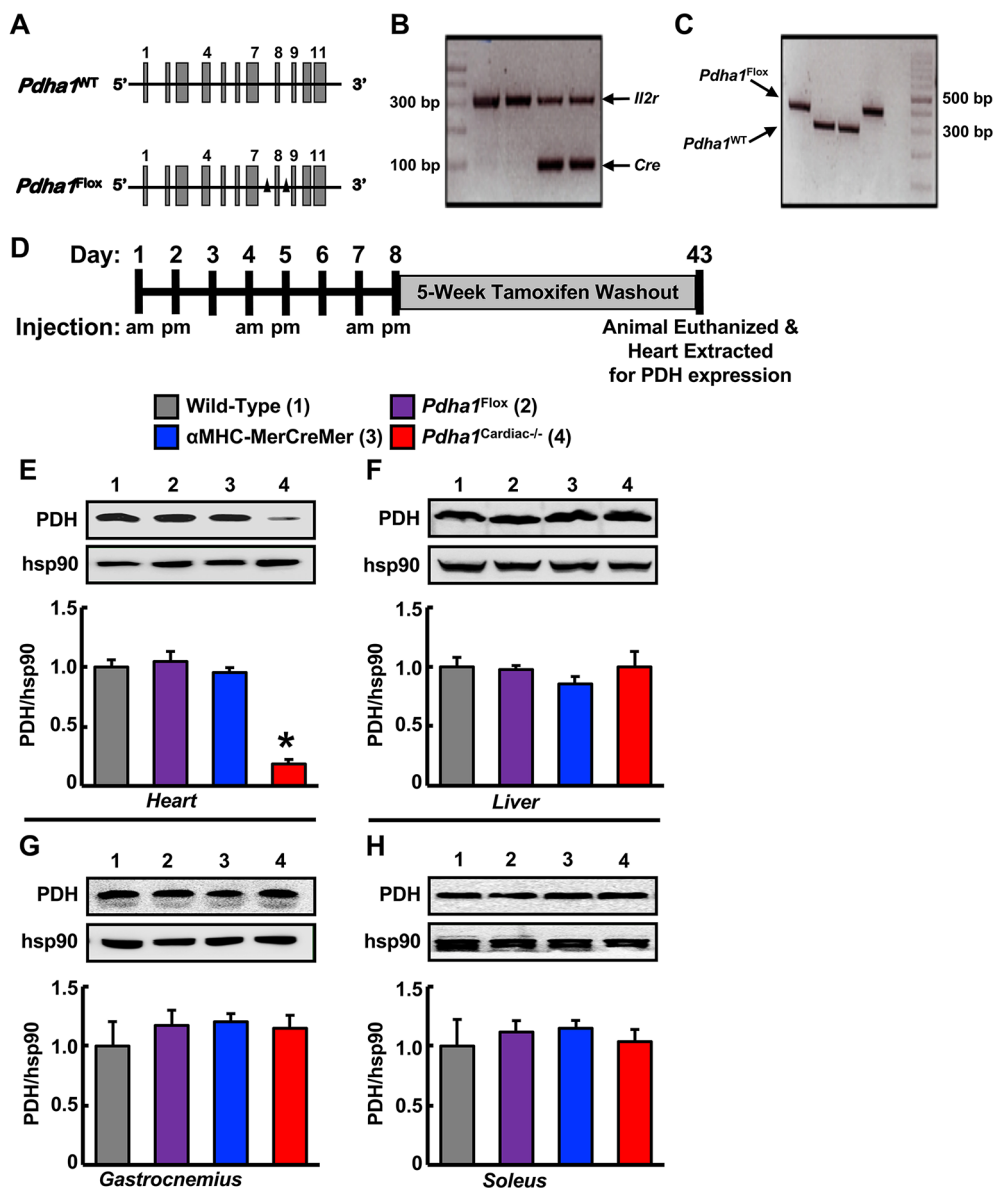 A
1 4 7 8 9 11
Pdha1WT 5’ 3’
1 4 7 8 9 11
Pdha1Flox 5’ 3’
B
300 bp
Il2r
100 bp
Cre
C
Pdha1Flox
500 bp
Pdha1WT
300 bp
D
Day: 1 2 3 4 5 6 7 8 43
5-Week Tamoxifen Washout
Injection: am pm am pm am pm
Animal Euthanized &
Heart Extracted
for PDH expression
Wild-Type (1)
Pdha1Flox (2)
αMHC-MerCreMer (3)
Pdha1Cardiac-/- (4)
E
1 2 3 4
PDH
hsp90
1.5
1.0
0.5
0
PDH/hsp90
*
Heart
F
1 2 3 4
PDH
hsp90
1.5
1.0
0.5
0
PDH/hsp90
Liver
G
1 2 3 4
PDH
hsp90
1.5
1.0
0.5
0
PDH/hsp90
Gastrocnemius
H
1 2 3 4
PDH
hsp90
1.5
1.0
0.5
0
PDH/hsp90
Soleus